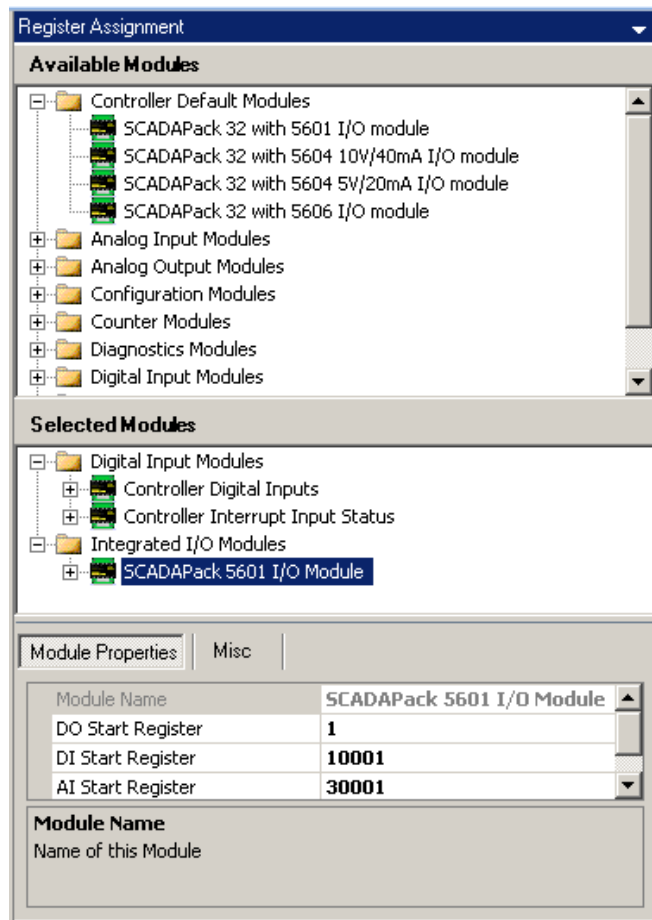 Register Assignment
Available Modules
Controller Default Modules
SCADAPack 32 with 5601 I/O module
SCADAPack 32 with 5604 10V/40mA I/O module
SCADAPack 32 with 5604 5V/20mA I/O module
SCADAPack 32 with 5606 I/O module
Analog Input Modules
Analog Output Modules
Configuration Modules
Counter Modules
Diagnostics Modules
Digital Input Modules
Selected Modules
Digital Input Modules
Controller Digital Inputs
Controller Interrupt Input Status
Integrated I/O Modules
SCADAPack 5601 I/O Module
Module Properties Misc
Module Name SCADAPack 5601 I/O Module
DO Start Register 1
DI Start Register 10001
AI Start Register 30001
Module Name
Name of this Module